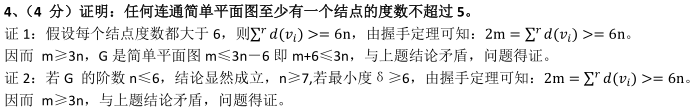 4、（4 分）证明：任何连通简单平面图至少有一个结点的度数不超过 5。
证 1：假设每个结点度数都大于 6，则∑ʳ d(vᵢ) >= 6n，由握手定理可知：2m = ∑ʳ d(vᵢ) >= 6n。
因而 m≥3n，G 是简单平面图 m≤3n－6 即 m+6≤3n，与上题结论矛盾，问题得证。
证 2：若 G 的阶数 n≤6，结论显然成立，n≥7,若最小度δ≥6，由握手定理可知：2m = ∑ʳ d(vᵢ) >= 6n。
因而 m≥3n，与上题结论矛盾，问题得证。